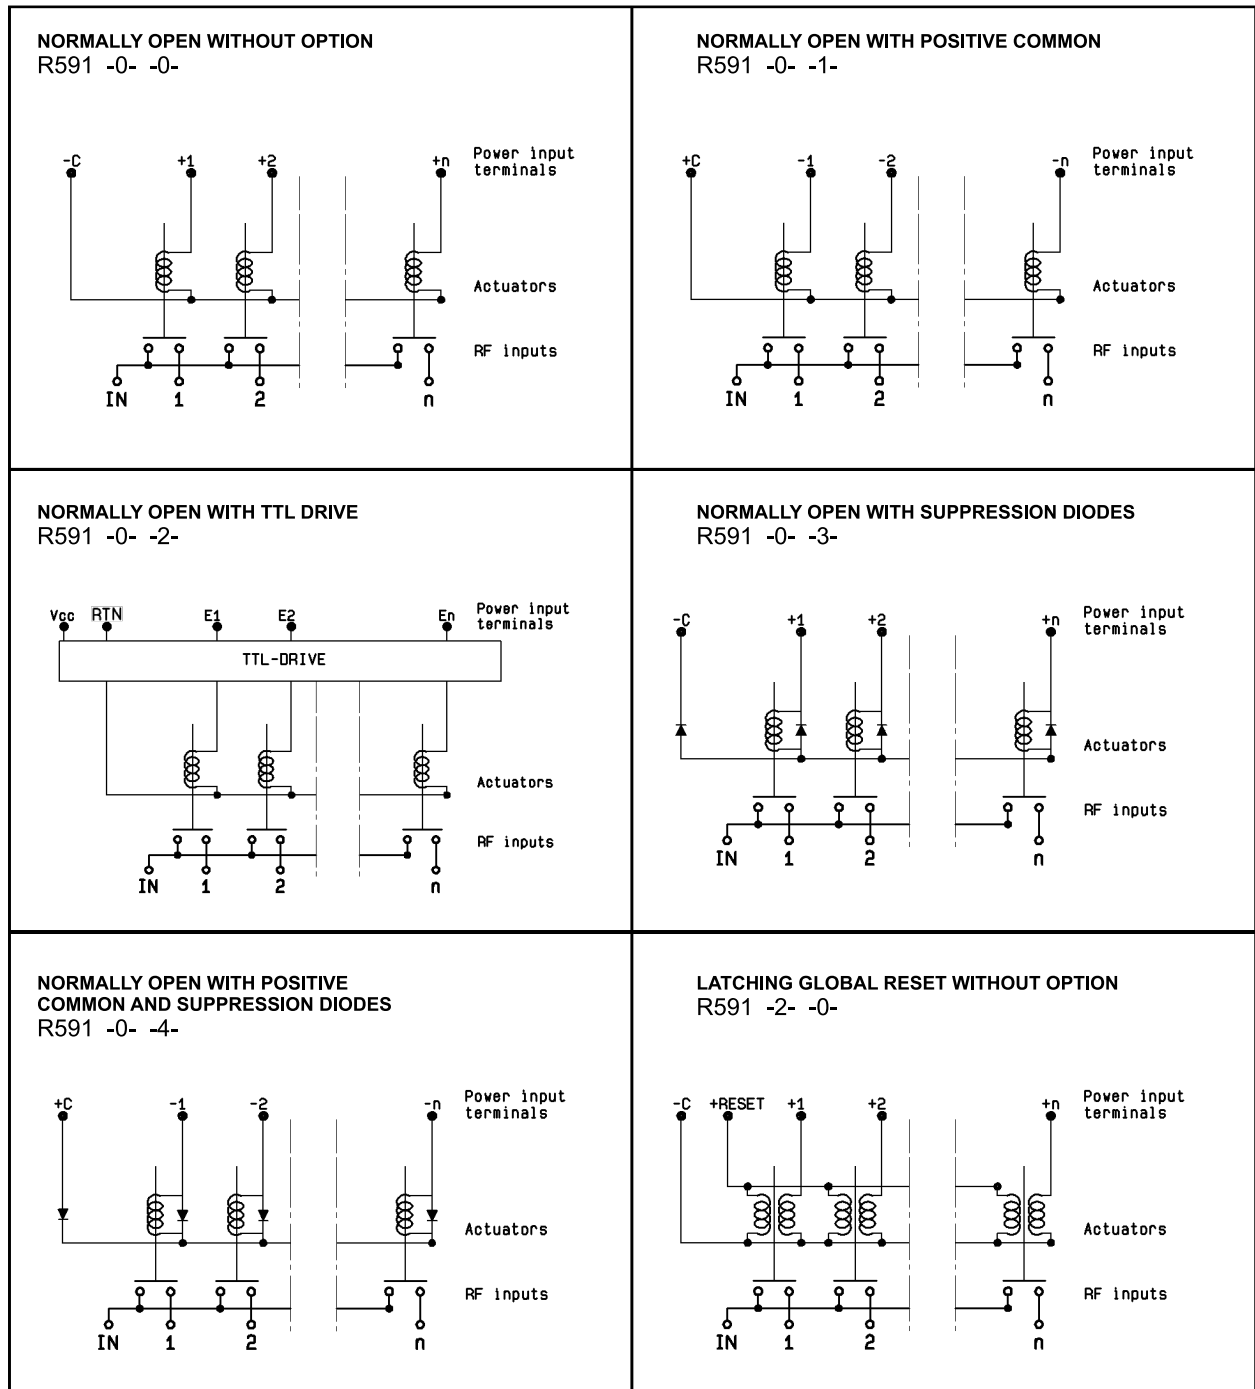 NORMALLY OPEN WITHOUT OPTION
R591 -0- -0-
-C +1 +2 +n Power input
terminals
Actuators
RF inputs
IN 1 2 n
NORMALLY OPEN WITH POSITIVE COMMON
R591 -0- -1-
+C -1 -2 -n Power input
terminals
Actuators
RF inputs
IN 1 2 n
NORMALLY OPEN WITH TTL DRIVE
R591 -0- -2-
Vcc RTN E1 E2 En Power input
terminals
TTL-DRIVE
Actuators
RF inputs
IN 1 2 n
NORMALLY OPEN WITH SUPPRESSION DIODES
R591 -0- -3-
-C +1 +2 +n Power input
terminals
Actuators
RF inputs
IN 1 2 n
NORMALLY OPEN WITH POSITIVE
COMMON AND SUPPRESSION DIODES
R591 -0- -4-
+C -1 -2 -n Power input
terminals
Actuators
RF inputs
IN 1 2 n
LATCHING GLOBAL RESET WITHOUT OPTION
R591 -2- -0-
-C +RESET +1 +2 +n Power input
terminals
Actuators
RF inputs
IN 1 2 n